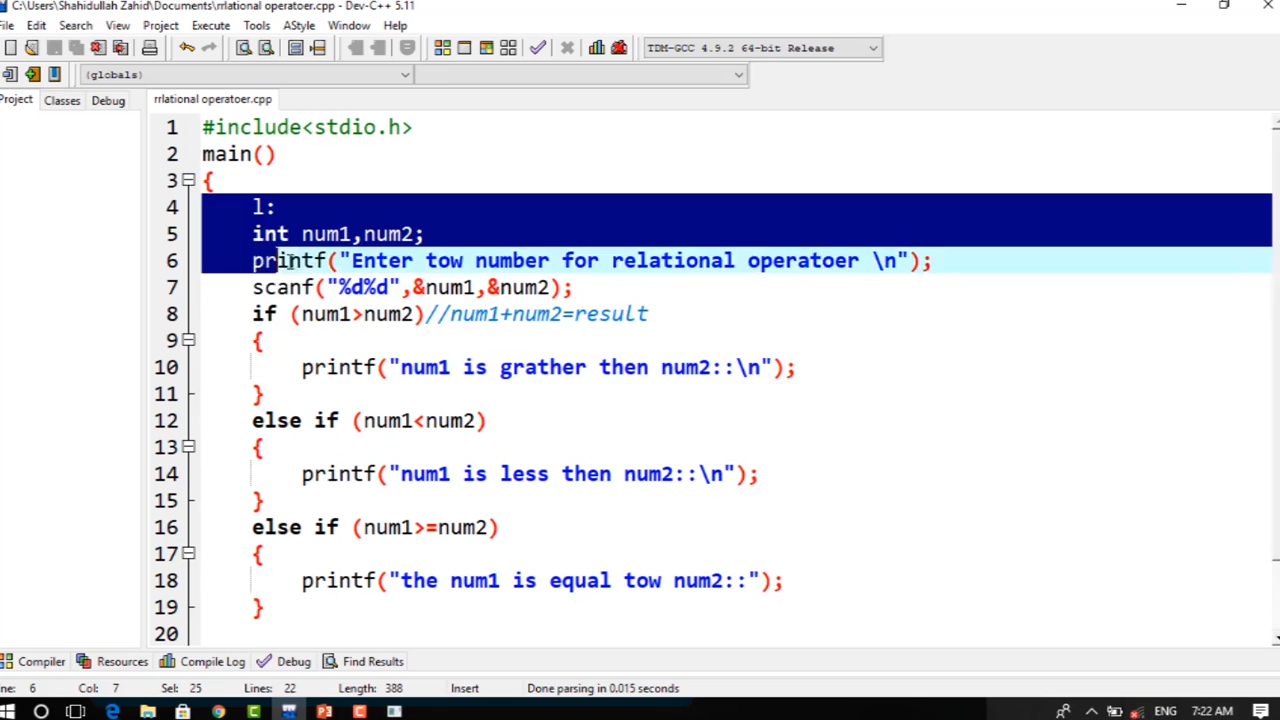 C:\Users\Shahidullah Zahid\Documents\rrlational operatoer.cpp - Dev-C++ 5.11
File Edit Search View Project Execute Tools AStyle Window Help
TDM-GCC 4.9.2 64-bit Release
(globals)
Project Classes Debug rrlational operatoer.cpp
1 #include<stdio.h>
2 main()
3 {
4 l:
5 int num1,num2;
6 printf("Enter tow number for relational operatoer \n");
7 scanf("%d%d",&num1,&num2);
8 if (num1>num2)//num1+num2=result
9 {
10 printf("num1 is grather then num2::\n");
11 }
12 else if (num1<num2)
13 {
14 printf("num1 is less then num2::\n");
15 }
16 else if (num1>=num2)
17 {
18 printf("the num1 is equal tow num2::");
19 }
20
Compiler Resources Compile Log Debug Find Results
ine: 6 Col: 7 Sel: 25 Lines: 22 Length: 388 Insert Done parsing in 0.015 seconds
ENG 7:22 AM